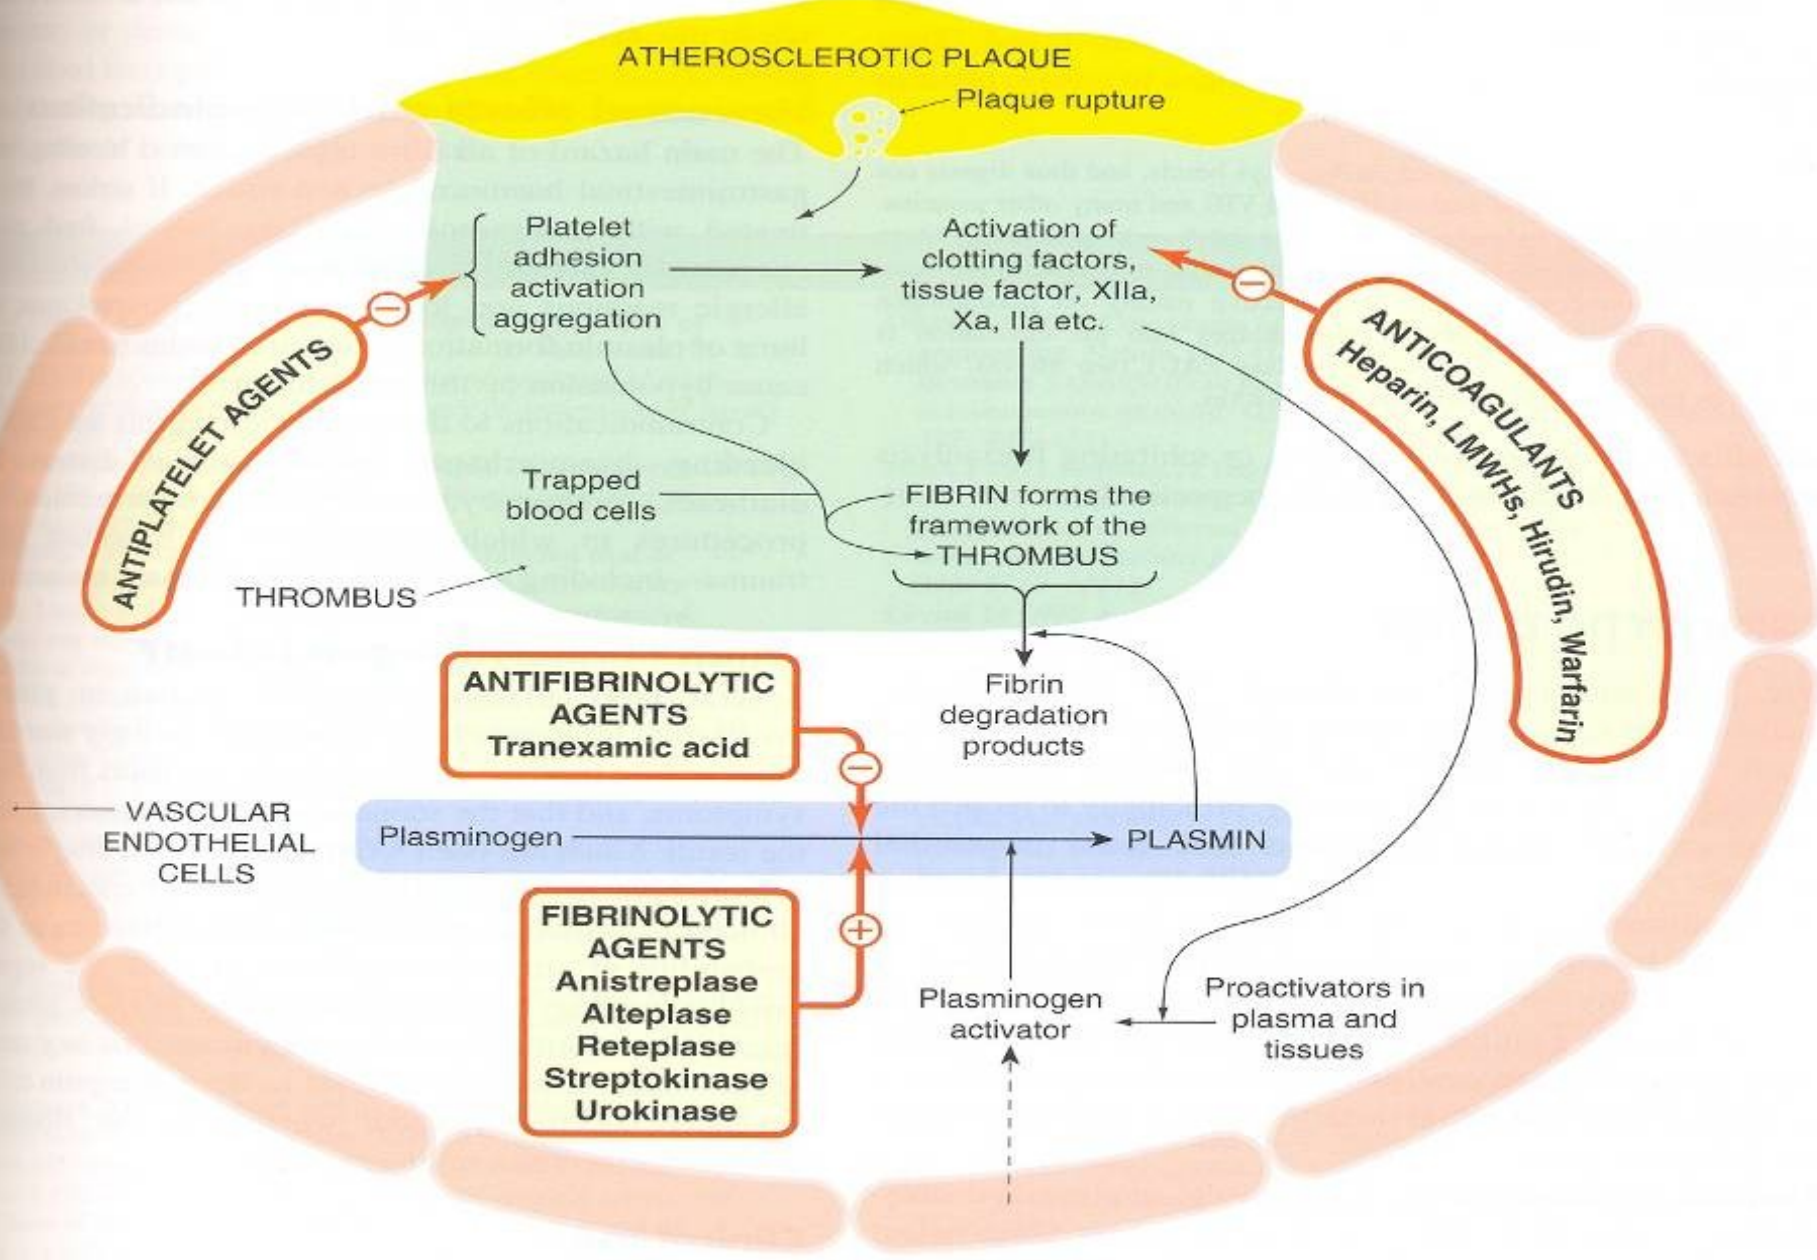 ATHEROSCLEROTIC PLAQUE
Plaque rupture
Platelet
adhesion
activation
aggregation
Activation of
clotting factors,
tissue factor, XIIa,
Xa, IIa etc.
ANTIPLATELET AGENTS
ANTICOAGULANTS
Heparin, LMWHs, Hirudin, Warfarin
Trapped
blood cells
FIBRIN forms the
framework of the
THROMBUS
THROMBUS
ANTIFIBRINOLYTIC
AGENTS
Tranexamic acid
Fibrin
degradation
products
VASCULAR
ENDOTHELIAL
CELLS
Plasminogen
PLASMIN
FIBRINOLYTIC
AGENTS
Anistreplase
Alteplase
Reteplase
Streptokinase
Urokinase
Plasminogen
activator
Proactivators in
plasma and
tissues